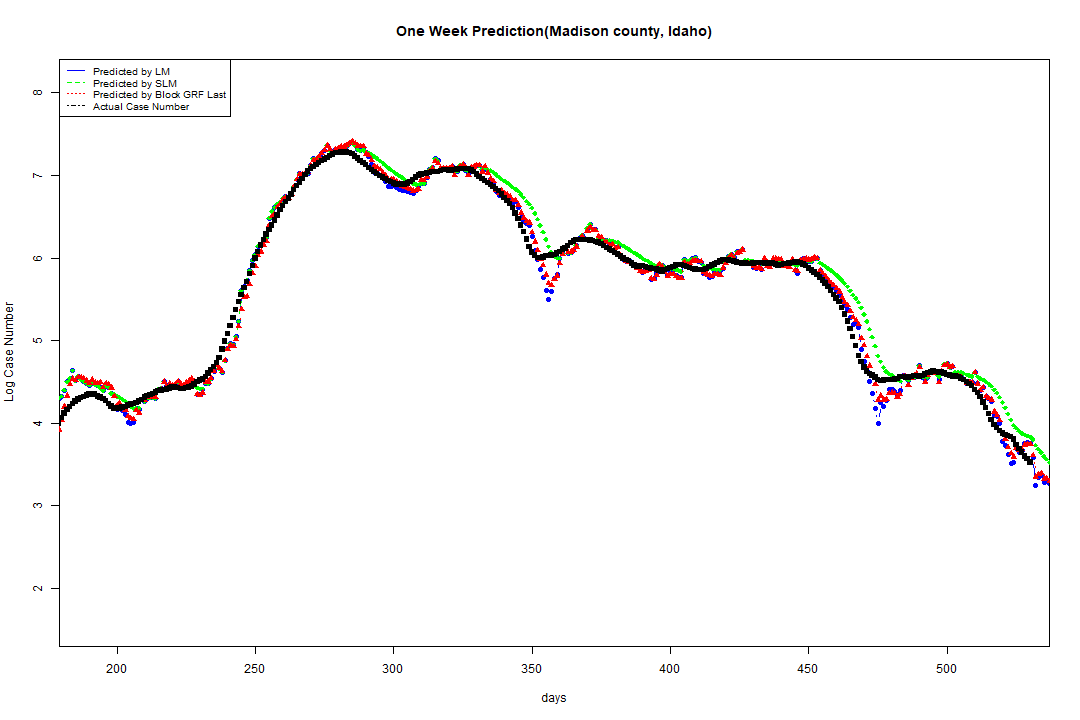 One Week Prediction(Madison county, Idaho)
Predicted by LM
Predicted by SLM
Predicted by Block GRF Last
Actual Case Number
Log Case Number
8
7
6
5
4
3
2
200 250 300 350 400 450 500
days